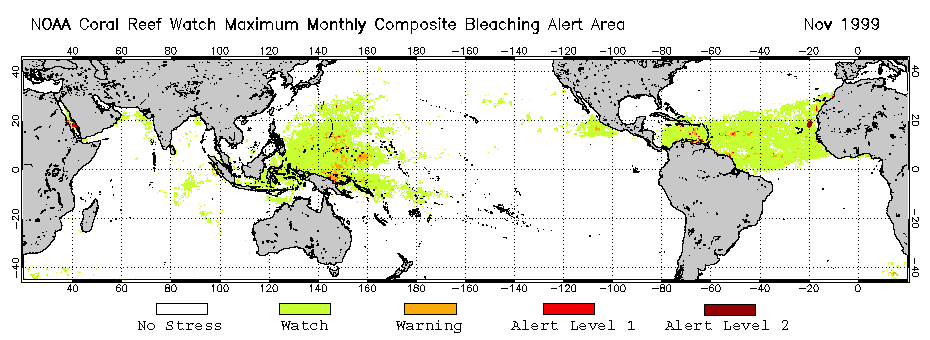 NOAA Coral Reef Watch Maximum Monthly Composite Bleaching Alert Area Nov 1999
40 60 80 100 120 140 160 180 −160 −140 −120 −100 −80 −60 −40 −20 0
40 40
20 20
0 0
−20 −20
−40 −40
40 60 80 100 120 140 160 180 −160 −140 −120 −100 −80 −60 −40 −20 0
No Stress Watch Warning Alert Level 1 Alert Level 2